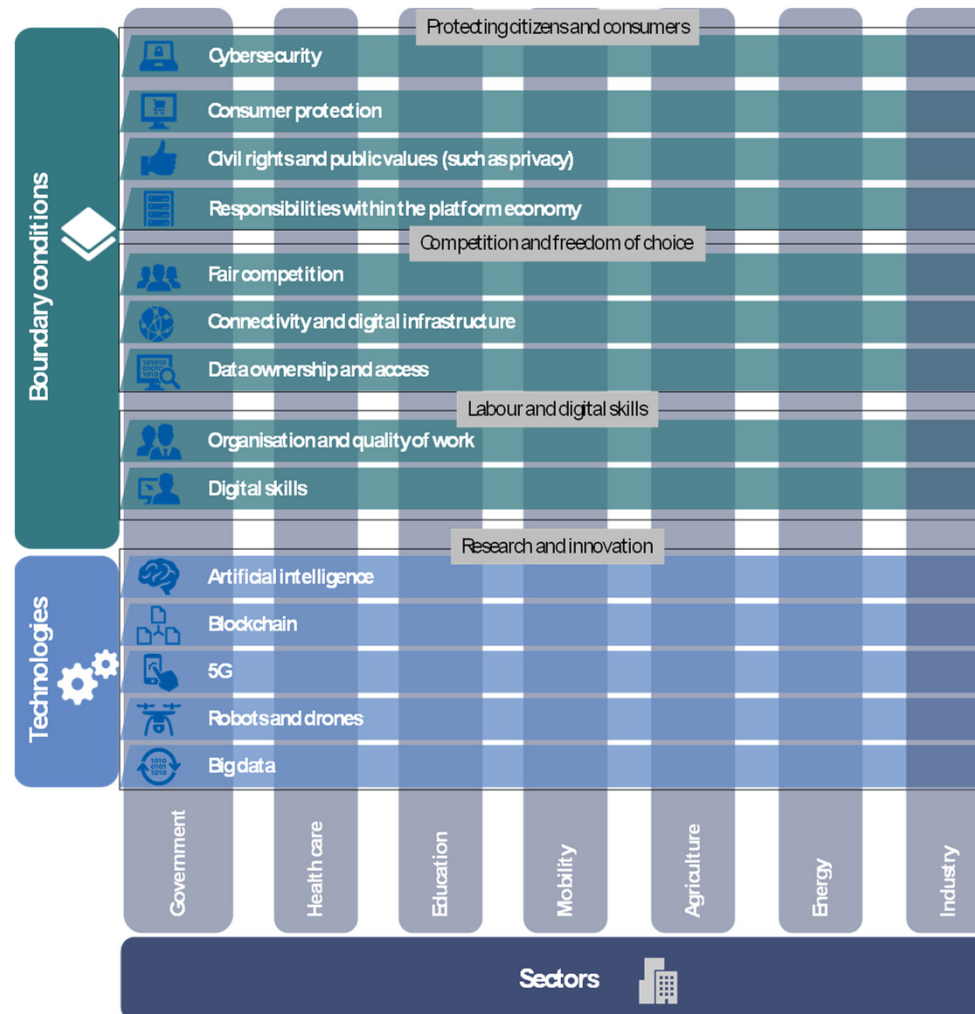 Protecting citizens and consumers
Cybersecurity
Consumer protection
Civil rights and public values (such as privacy)
Responsibilities within the platform economy
Boundary conditions
Competition and freedom of choice
Fair competition
Connectivity and digital infrastructure
Data ownership and access
Labour and digital skills
Organisation and quality of work
Digital skills
Research and innovation
Artificial intelligence
Blockchain
5G
Robots and drones
Big data
Technologies
Government
Health care
Education
Mobility
Agriculture
Energy
Industry
Sectors